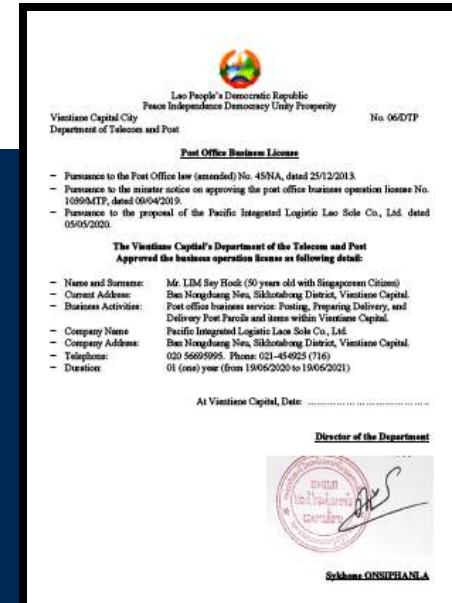 Lao People's Democratic Republic
Peace Independence Democracy Unity Prosperity
Vientiane Capital City
No. 06/DTP
Department of Telecom and Post
Post Office Business License
– Pursuance to the Post Office law (amended) No. 45/NA, dated 25/12/2013.
– Pursuance to the minster notice on approving the post office business operation license No.
1039/MTP, dated 09/04/2019.
– Pursuance to the proposal of the Pacific Integrated Logistic Lao Sole Co., Ltd. dated
05/05/2020.
The Vientiane Captial's Department of the Telecom and Post
Approved the business operation license as following detail:
– Name and Surname: Mr. LIM Sey Hock (50 years old with Singaporean Citizen)
– Current Address: Ban Nongduang Neu, Sikhotabong District, Vientiane Capital.
– Business Activities: Post office business service: Posting, Preparing Delivery, and
Delivery Post Parcils and items within Vientiane Capital.
– Company Name Pacific Integrated Logistic Laos Sole Co., Ltd.
– Company Address: Ban Nongduang Neu, Sikhotabong District, Vientiane Capital.
– Telephone: 020 56695995. Phone: 021-454925 (716)
– Duration: 01 (one) year (from 19/06/2020 to 19/06/2021)
At Vientiane Capital, Date: ................................
Director of the Department
Sykhone ONSIPHANLA